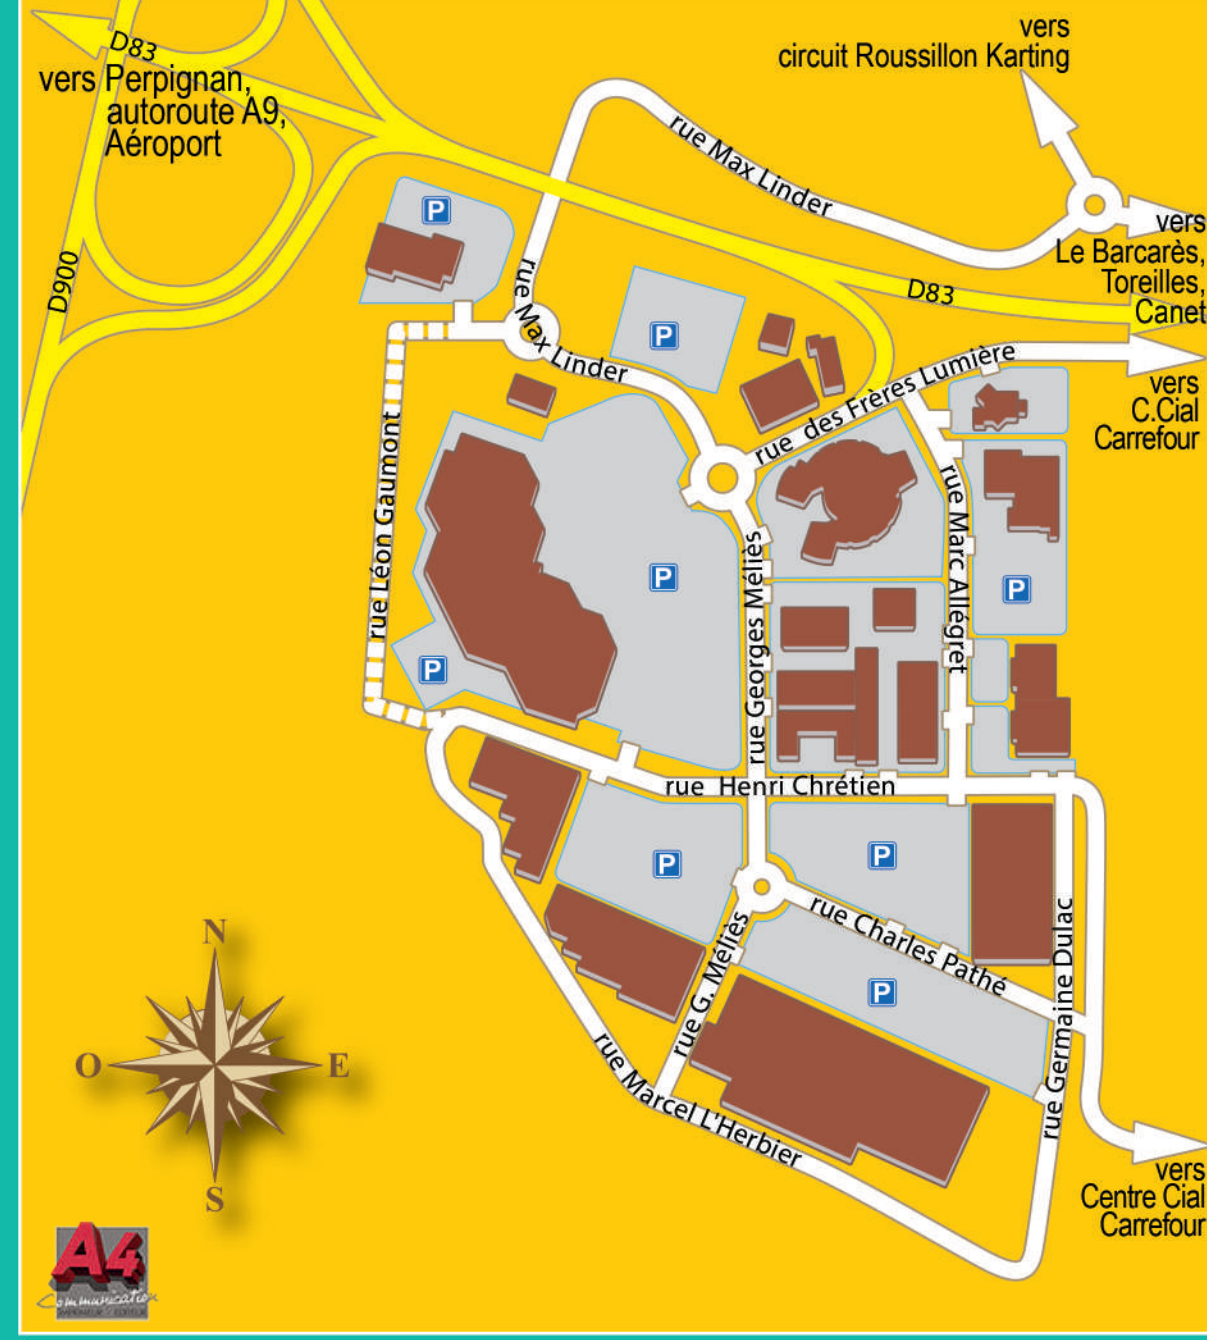 vers
circuit Roussillon Karting
D83
vers Perpignan,
autoroute A9,
Aéroport
rue Max Linder
P
vers
Le Barcarès,
Toreilles,
Canet
D900
D83
rue Max Linder
P
rue des Frères Lumière
vers
C.Cial
Carrefour
rue Léon Gaumont
rue Marc Allégret
rue Georges Méliès
P
P
P
rue Henri Chrétien
P
P
rue Charles Pathé
rue G. Méliès
rue Germaine Dulac
P
N
O
E
S
rue Marcel L'Herbier
vers
Centre Cial
Carrefour
A4
Communication